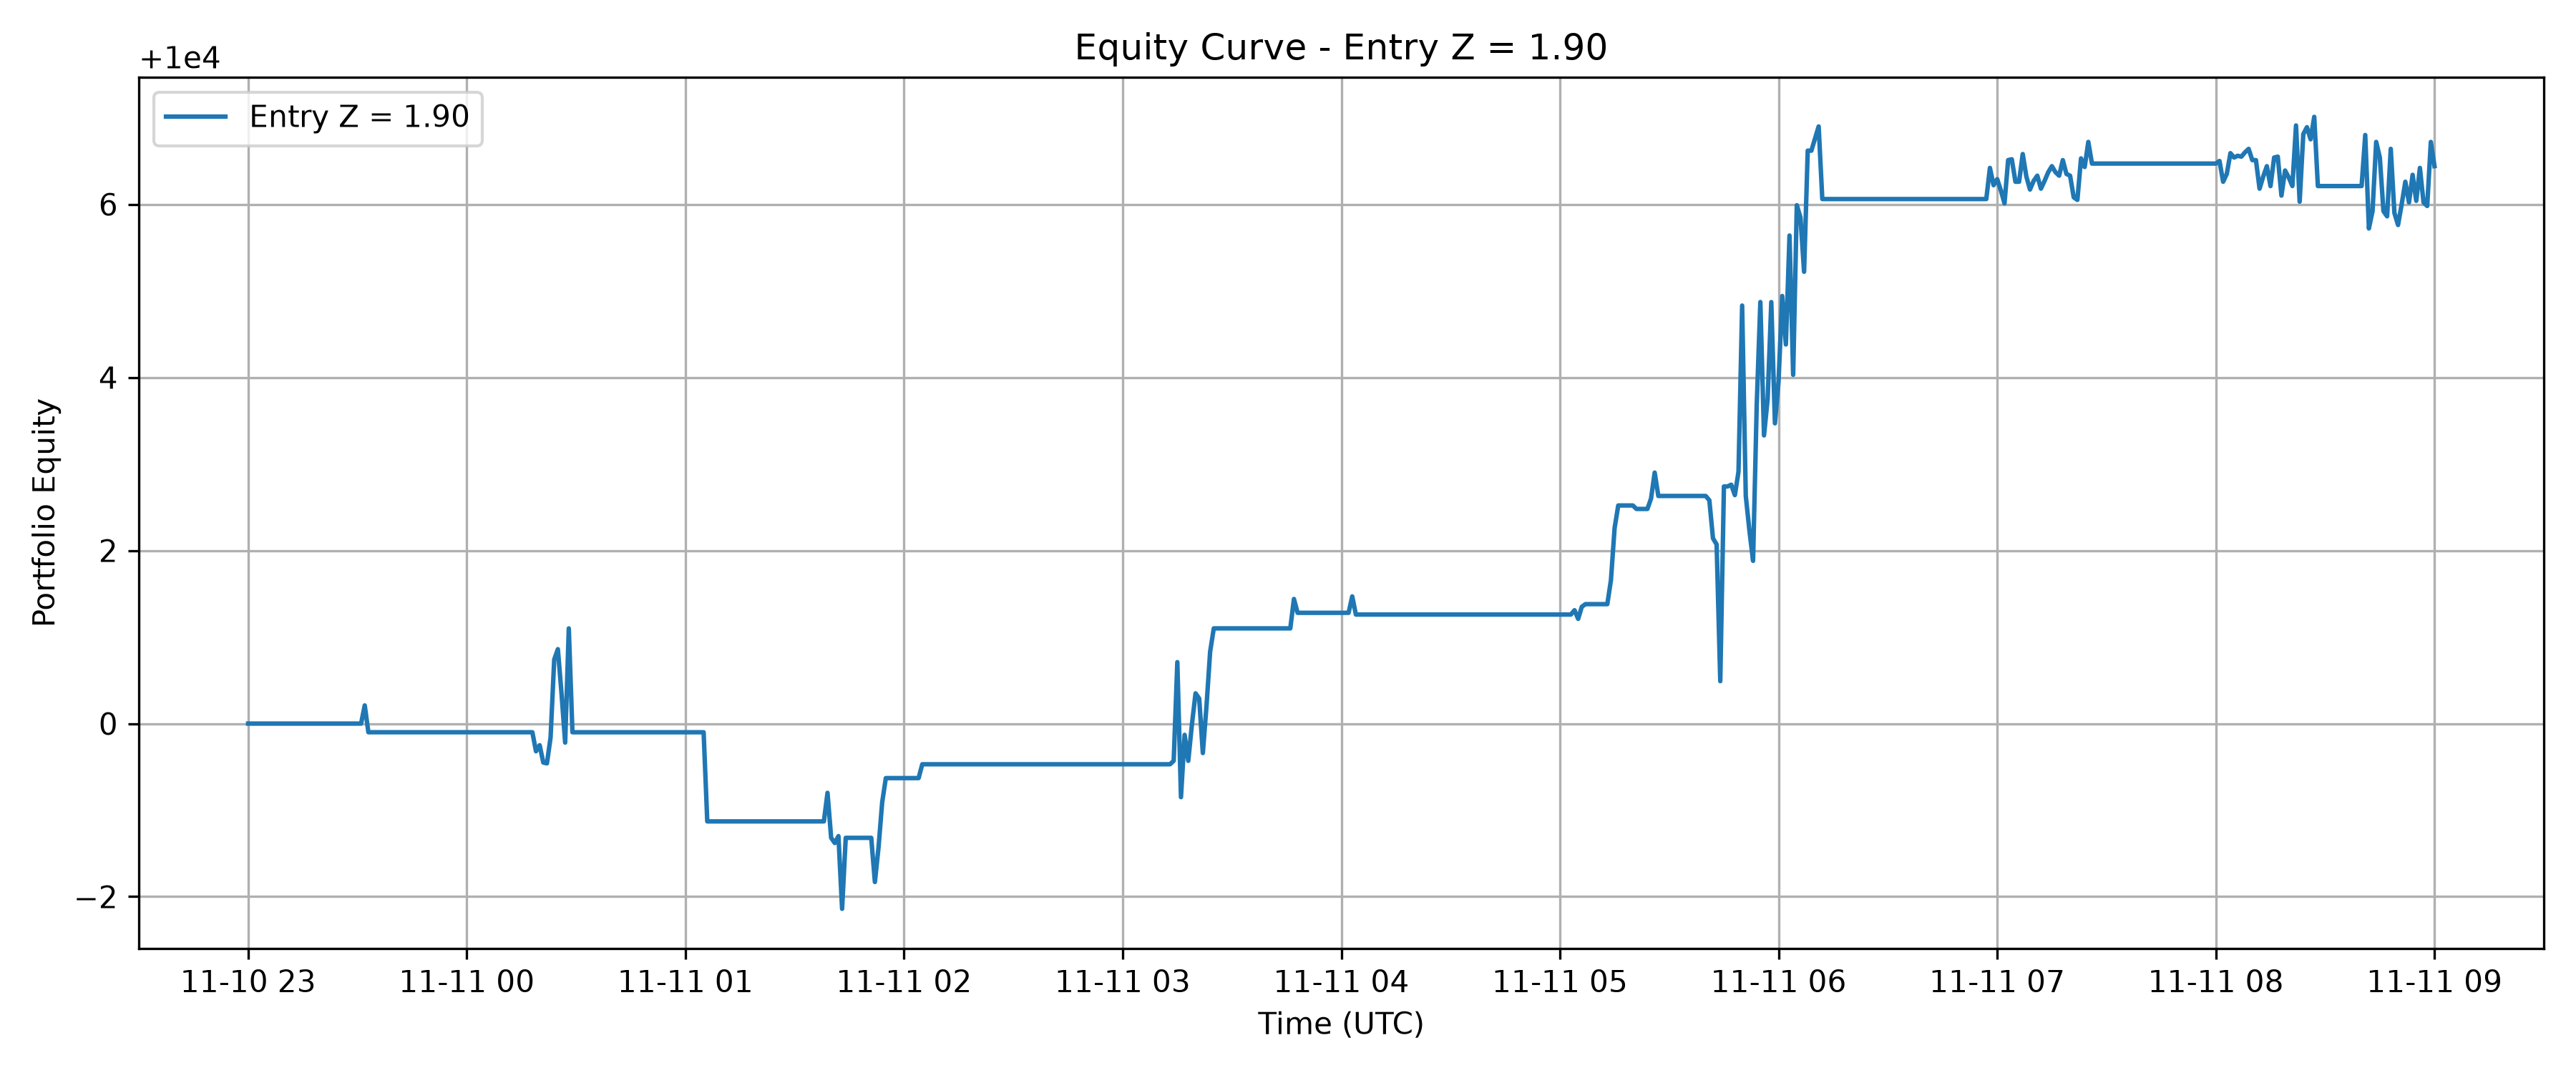 Equity Curve - Entry Z = 1.90
+1e4
Entry Z = 1.90
Portfolio Equity
6
4
2
0
−2
11-10 23 11-11 00 11-11 01 11-11 02 11-11 03 11-11 04 11-11 05 11-11 06 11-11 07 11-11 08 11-11 09
Time (UTC)